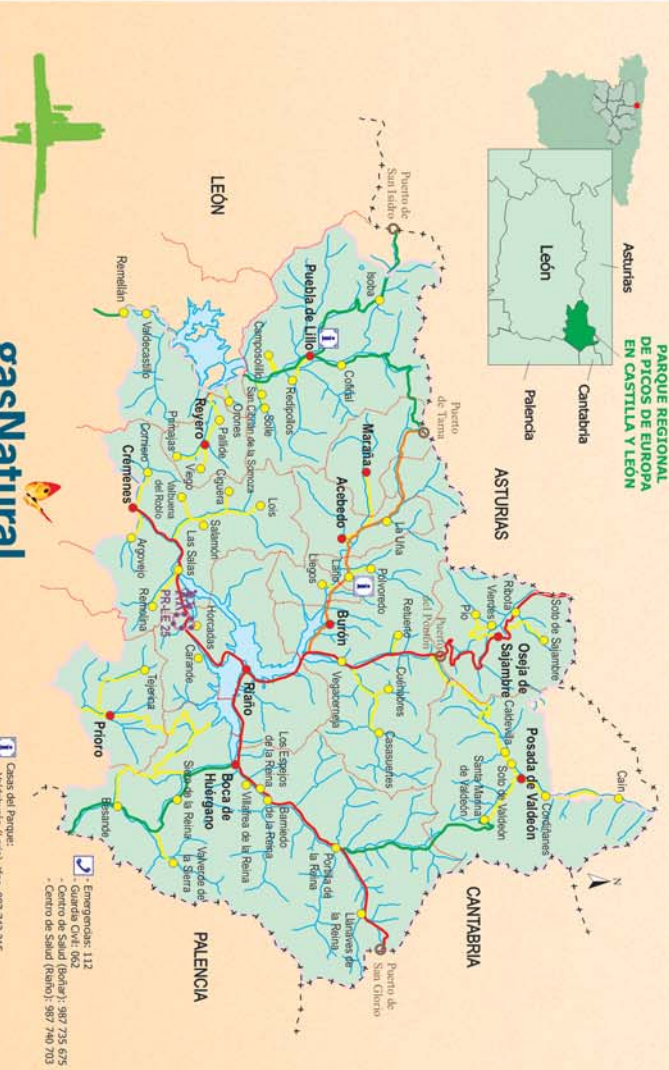 PARQUE REGIONAL
DE PICOS DE EUROPA
EN CASTILLA Y LEÓN
Asturias
Cantabria
León
Palencia
N
ASTURIAS
CANTABRIA
LEÓN
PALENCIA
Puerto de
San Isidro
Puerto
de Tarna
Puerto
del Pontón
Puerto de
San Glorio
Caín
Cordiñanes
Posada de Valdeón
Soto de Valdeón
Caldevilla
Santa Marina
de Valdeón
Soto de Sajambre
Ribota
Oseja de
Sajambre
Vierdes
Pio
Retuerto
Cuénabres
Casasuertes
Vegacerneja
Burón
Polvoredo
Lario
Liegos
La Uña
Acebedo
Maraña
Isoba
Cofiñal
Puebla de Lillo
Redipollos
Camposolillo
Solle
San Cibrián de la Somoza
Orones
Reyero
Pallide
Viego
Primajas
Ciguera
Lois
Salamón
Valbuena
del Roblo
Las Salas
Corniero
Crémenes
Argovejo
Remolina
PR-LE 25
Horcadas
Carande
Riaño
Valdecastillo
Remellán
Tejerina
Prioro
Los Espejos
de la Reina
Barniedo
de la Reina
Boca de
Huérgano
Villafrea de la Reina
Siero de la Reina
Valverde de
la Sierra
Besande
Portilla de
la Reina
Llánaves de
la Reina
gasNatural
Casas del Parque:
- Emergencias: 112
- Guardia Civil: 062
- Centro de Salud (Boñar): 987 735 675
- Centro de Salud (Riaño): 987 740 703